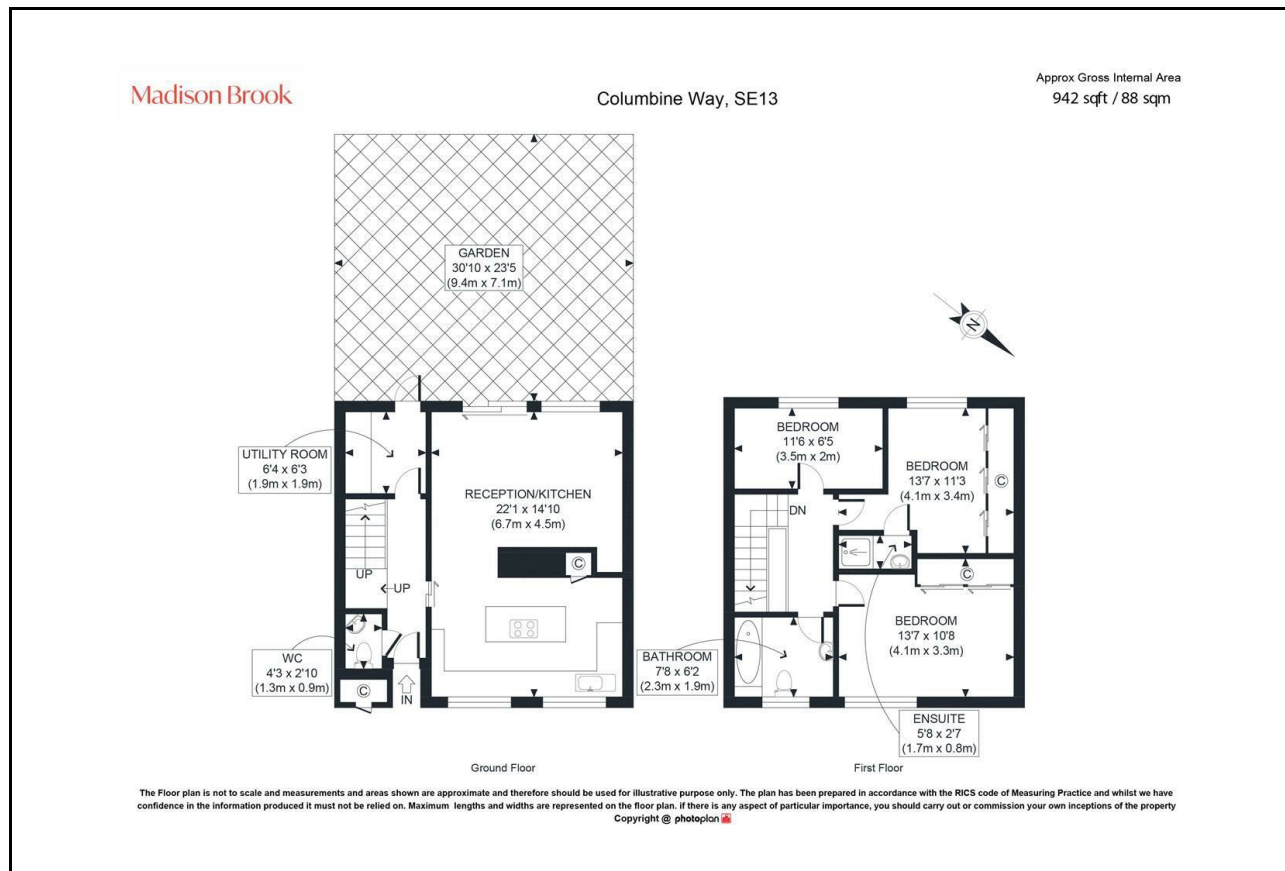 Madison Brook
Columbine Way, SE13
Approx Gross Internal Area
942 sqft / 88 sqm
GARDEN
30'10 x 23'5
(9.4m x 7.1m)
N
UTILITY ROOM
6'4 x 6'3
(1.9m x 1.9m)
RECEPTION/KITCHEN
22'1 x 14'10
(6.7m x 4.5m)
C
UP
UP
WC
4'3 x 2'10
(1.3m x 0.9m)
C
IN
Ground Floor
BEDROOM
11'6 x 6'5
(3.5m x 2m)
BEDROOM
13'7 x 11'3
(4.1m x 3.4m)
C
DN
C
BEDROOM
13'7 x 10'8
(4.1m x 3.3m)
BATHROOM
7'8 x 6'2
(2.3m x 1.9m)
ENSUITE
5'8 x 2'7
(1.7m x 0.8m)
First Floor
The Floor plan is not to scale and measurements and areas shown are approximate and therefore should be used for illustrative purpose only. The plan has been prepared in accordance with the RICS code of Measuring Practice and whilst we have
confidence in the information produced it must not be relied on. Maximum lengths and widths are represented on the floor plan. if there is any aspect of particular importance, you should carry out or commission your own inceptions of the property
Copyright @ photoplan